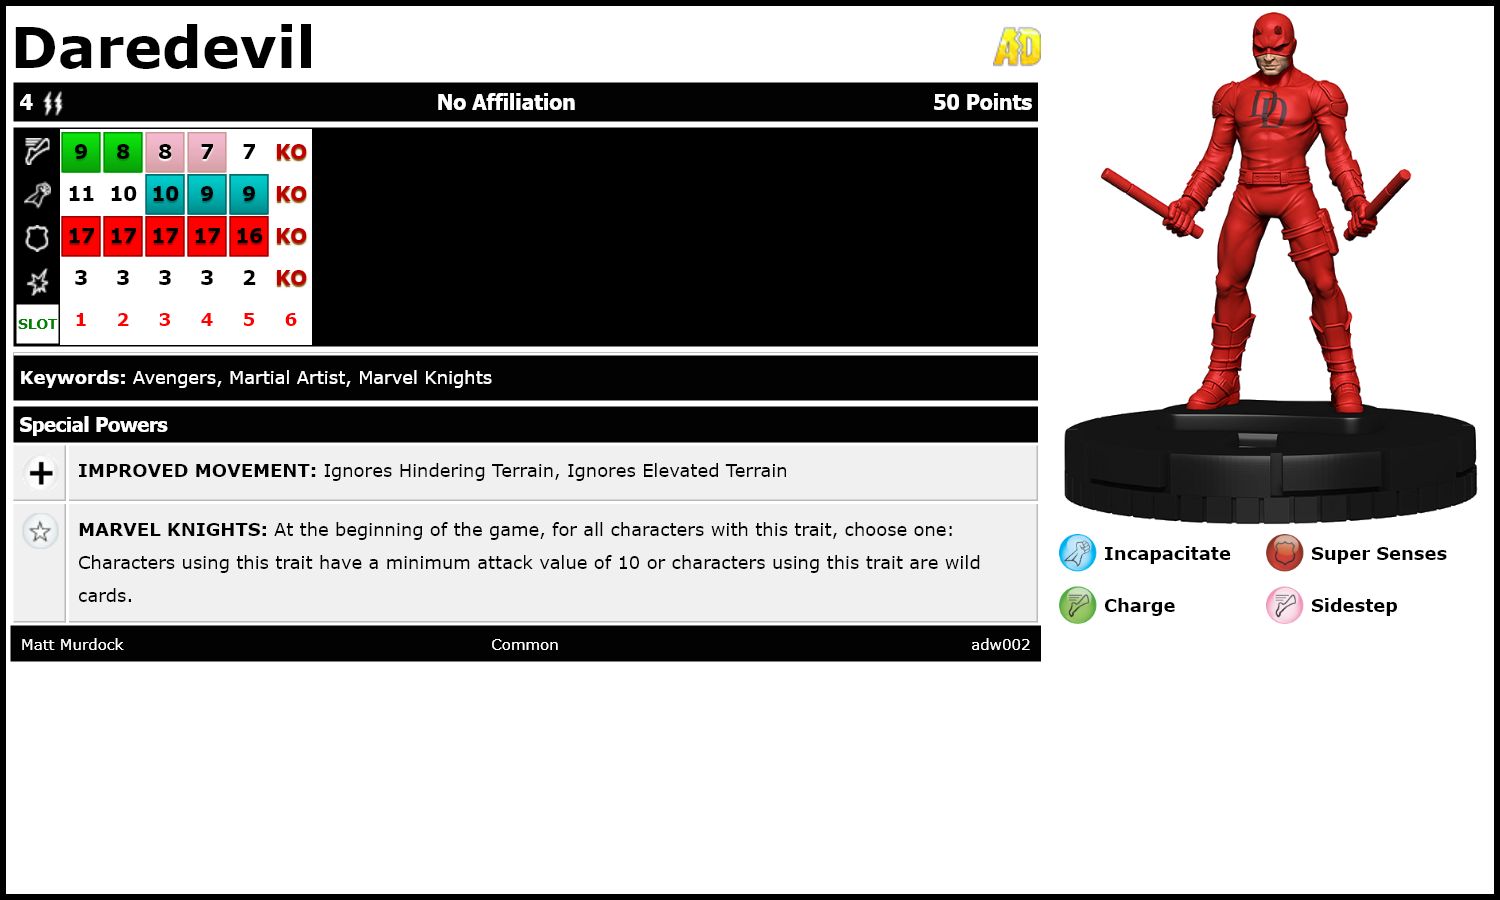 Daredevil
AD
4 No Affiliation 50 Points
9 8 8 7 7 KO
11 10 10 9 9 KO
17 17 17 17 16 KO
3 3 3 3 2 KO
SLOT 1 2 3 4 5 6
Keywords: Avengers, Martial Artist, Marvel Knights
Special Powers
IMPROVED MOVEMENT: Ignores Hindering Terrain, Ignores Elevated Terrain
MARVEL KNIGHTS: At the beginning of the game, for all characters with this trait, choose one:
Characters using this trait have a minimum attack value of 10 or characters using this trait are wild
cards.
Matt Murdock Common adw002
DD
Incapacitate Super Senses
Charge Sidestep